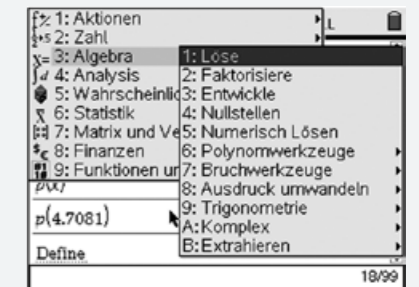 1: Aktionen
2: Zahl
3: Algebra
4: Analysis
5: Wahrscheinlic
6: Statistik
7: Matrix und Ve
8: Finanzen
9: Funktionen ur
1: Löse
2: Faktorisiere
3: Entwickle
4: Nullstellen
5: Numerisch Lösen
6: Polynomwerkzeuge
7: Bruchwerkzeuge
8: Ausdruck umwandeln
9: Trigonometrie
A: Komplex
B: Extrahieren
p(4.7081)
Define
18/99